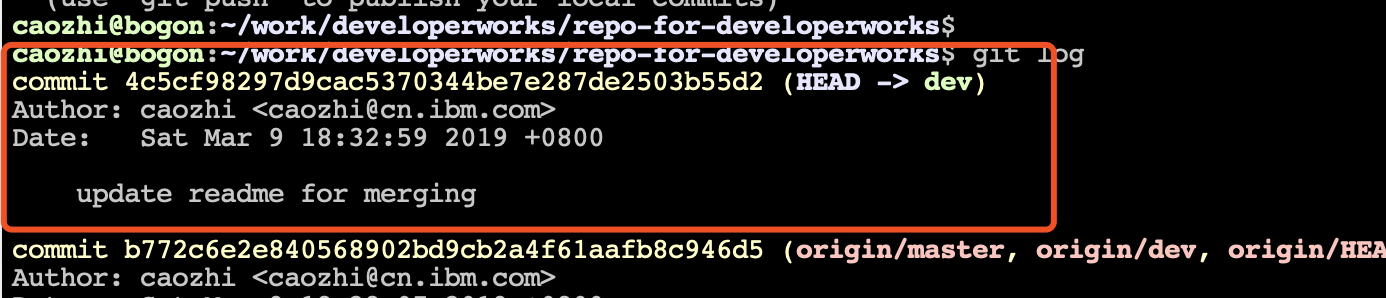 (use "git push" to publish your local commits)
caozhi@bogon:~/work/developerworks/repo-for-developerworks$
caozhi@bogon:~/work/developerworks/repo-for-developerworks$ git log
commit 4c5cf98297d9cac5370344be7e287de2503b55d2 (HEAD -> dev)
Author: caozhi <caozhi@cn.ibm.com>
Date:   Sat Mar 9 18:32:59 2019 +0800
update readme for merging
commit b772c6e2e840568902bd9cb2a4f61aafb8c946d5 (origin/master, origin/dev, origin/HEA
Author: caozhi <caozhi@cn.ibm.com>